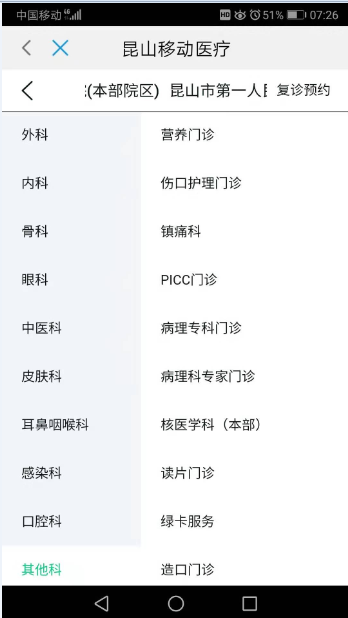 中国移动 4G HD 51% 07:26
昆山移动医疗
(本部院区) 昆山市第一人民 复诊预约
外科 营养门诊
内科 伤口护理门诊
骨科 镇痛科
眼科 PICC门诊
中医科 病理专科门诊
皮肤科 病理科专家门诊
耳鼻咽喉科 核医学科（本部）
感染科 读片门诊
口腔科 绿卡服务
其他科 造口门诊